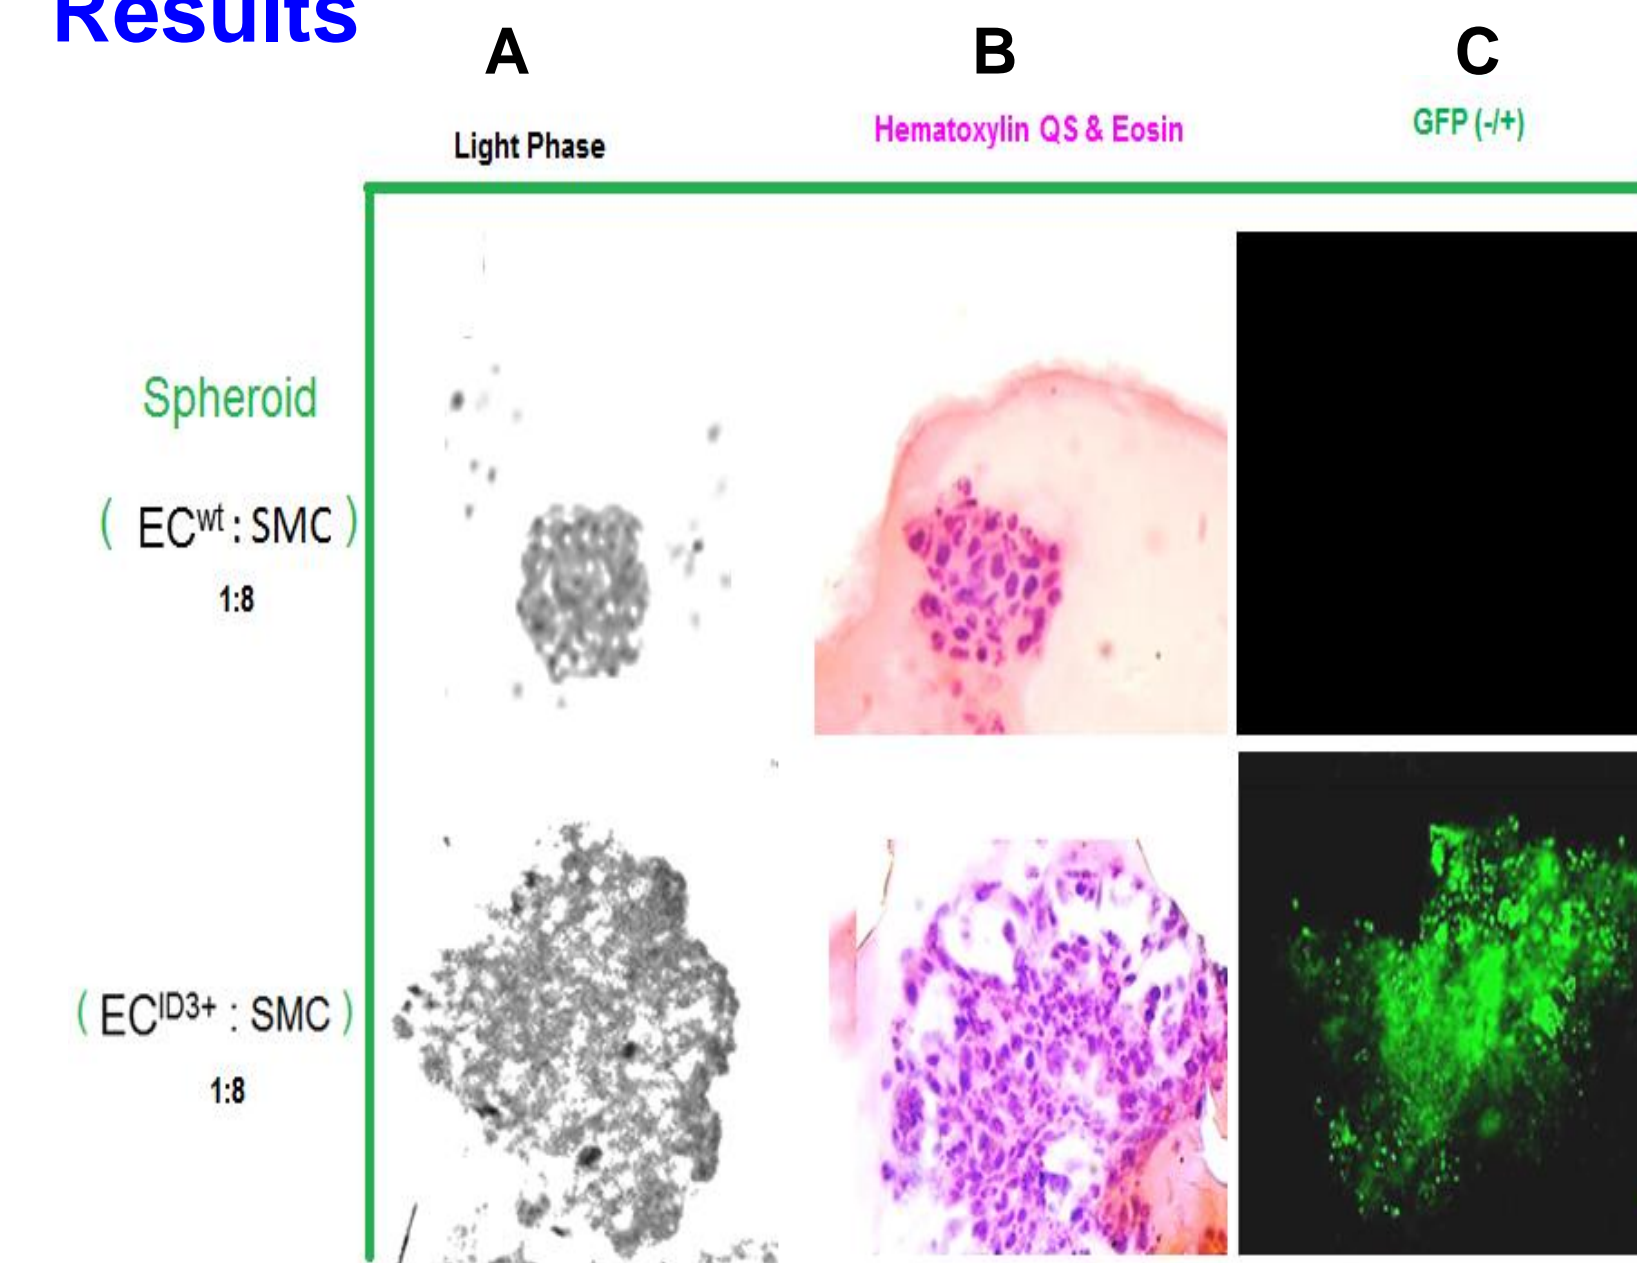 Results
A B C
Light Phase Hematoxylin QS & Eosin GFP (-/+)
Spheroid
( ECwt : SMC )
1:8
( ECID3+ : SMC )
1:8